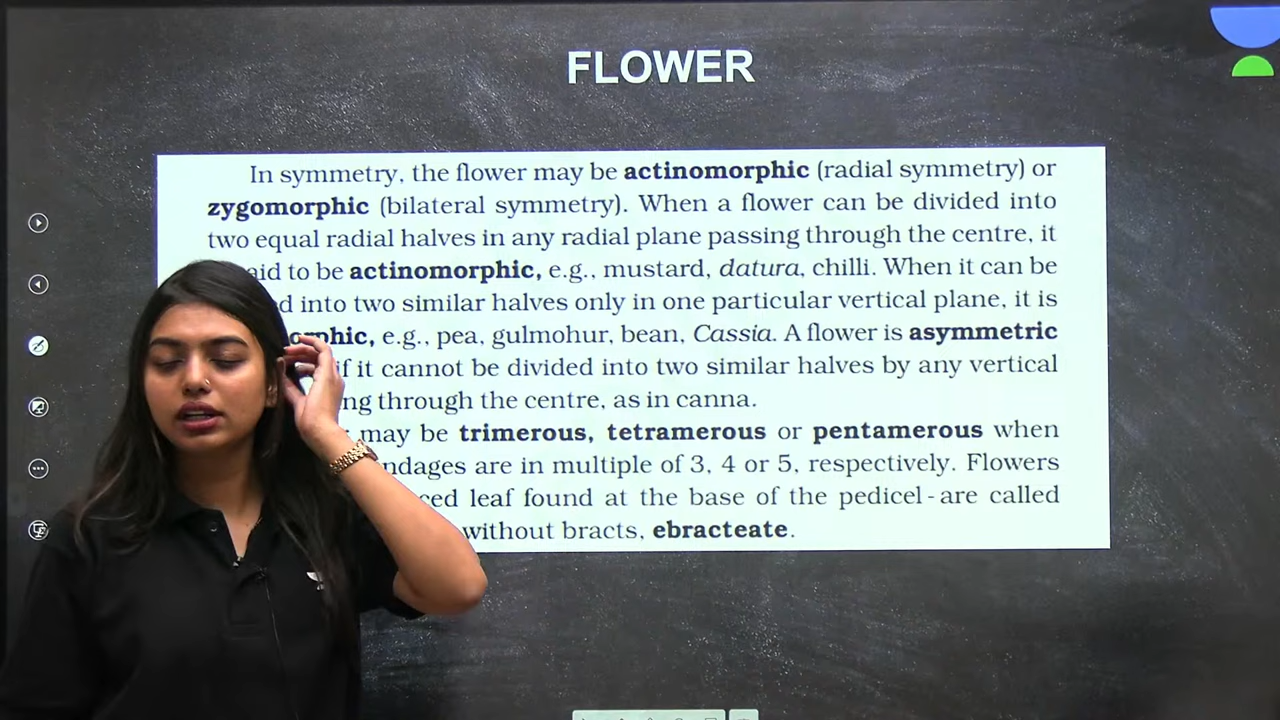 FLOWER
In symmetry, the flower may be actinomorphic (radial symmetry) or
zygomorphic (bilateral symmetry). When a flower can be divided into
two equal radial halves in any radial plane passing through the centre, it
aid to be actinomorphic, e.g., mustard, datura, chilli. When it can be
d into two similar halves only in one particular vertical plane, it is
orphic, e.g., pea, gulmohur, bean, Cassia. A flower is asymmetric
if it cannot be divided into two similar halves by any vertical
ng through the centre, as in canna.
may be trimerous, tetramerous or pentamerous when
ndages are in multiple of 3, 4 or 5, respectively. Flowers
ced leaf found at the base of the pedicel - are called
without bracts, ebracteate.